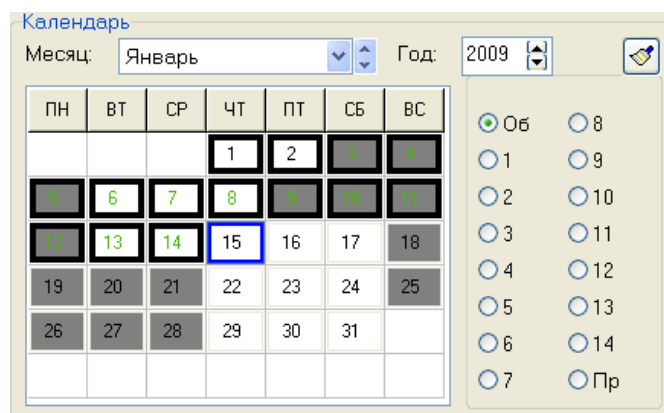 Календарь
Месяц: Январь Год: 2009
ПН ВТ СР ЧТ ПТ СБ ВС
1 2 3 4
5 6 7 8 9 10 11
12 13 14 15 16 17 18
19 20 21 22 23 24 25
26 27 28 29 30 31
Об 8
1 9
2 10
3 11
4 12
5 13
6 14
7 Пр